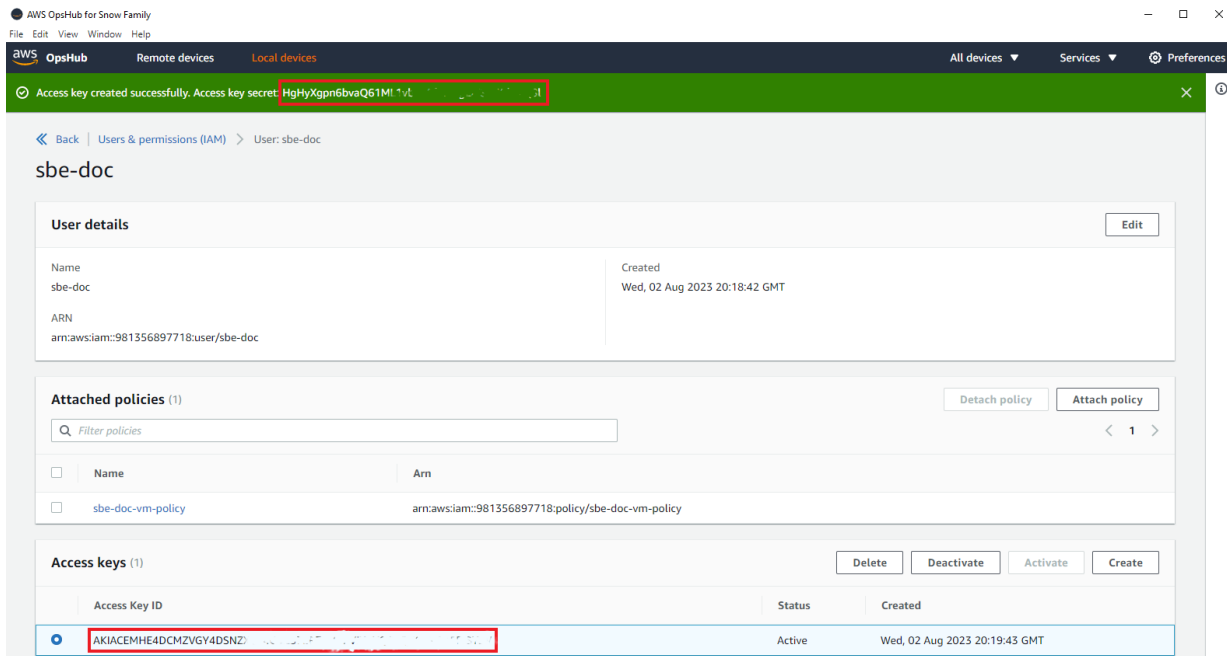 AWS OpsHub for Snow Family
File Edit View Window Help
aws OpsHub Remote devices Local devices All devices Services Preferences
Access key created successfully. Access key secret:
Back Users & permissions (IAM) > User: sbe-doc
sbe-doc
User details Edit
Name Created
sbe-doc Wed, 02 Aug 2023 20:18:42 GMT
ARN
arn:aws:iam::981356897718:user/sbe-doc
Attached policies (1) Detach policy Attach policy
Filter policies < 1 >
Name Arn
sbe-doc-vm-policy arn:aws:iam::981356897718:policy/sbe-doc-vm-policy
Access keys (1) Delete Deactivate Activate Create
Access Key ID Status Created
Active Wed, 02 Aug 2023 20:19:43 GMT